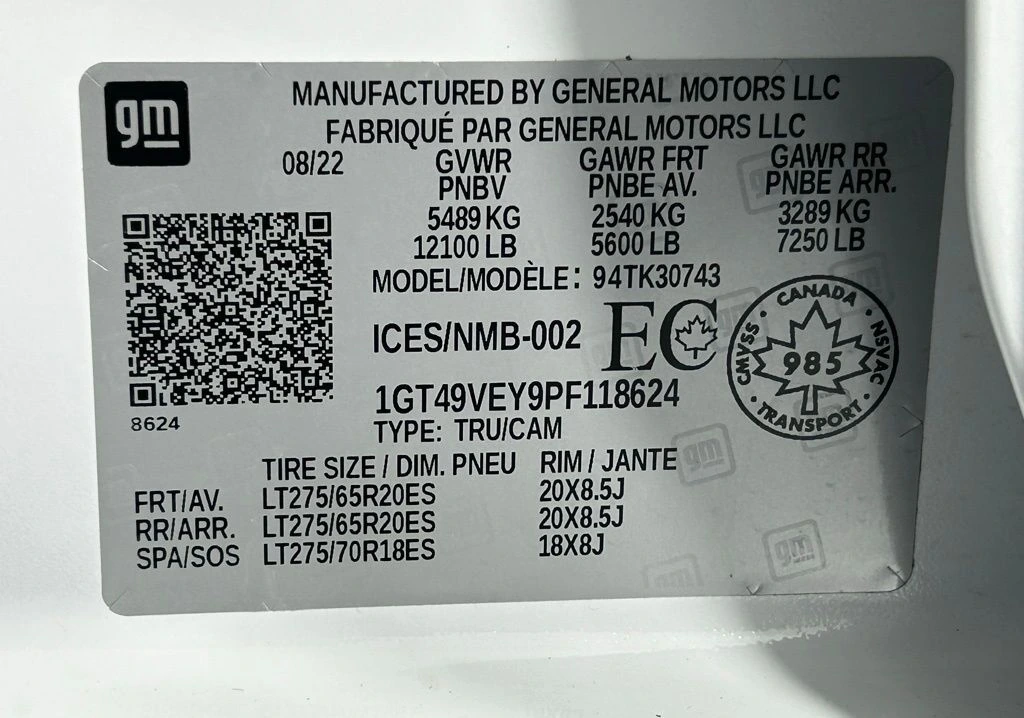 gm
MANUFACTURED BY GENERAL MOTORS LLC
FABRIQUÉ PAR GENERAL MOTORS LLC
08/22 GVWR GAWR FRT GAWR RR
PNBV PNBE AV. PNBE ARR.
5489 KG 2540 KG 3289 KG
12100 LB 5600 LB 7250 LB
MODEL/MODÈLE: 94TK30743
ICES/NMB-002 EC
CANADA
CMVSS 985 NSVAC
TRANSPORT
1GT49VEY9PF118624
8624
TYPE: TRU/CAM
TIRE SIZE / DIM. PNEU RIM / JANTE
FRT/AV. LT275/65R20ES 20X8.5J
RR/ARR. LT275/65R20ES 20X8.5J
SPA/SOS LT275/70R18ES 18X8J
gm
gm
gm